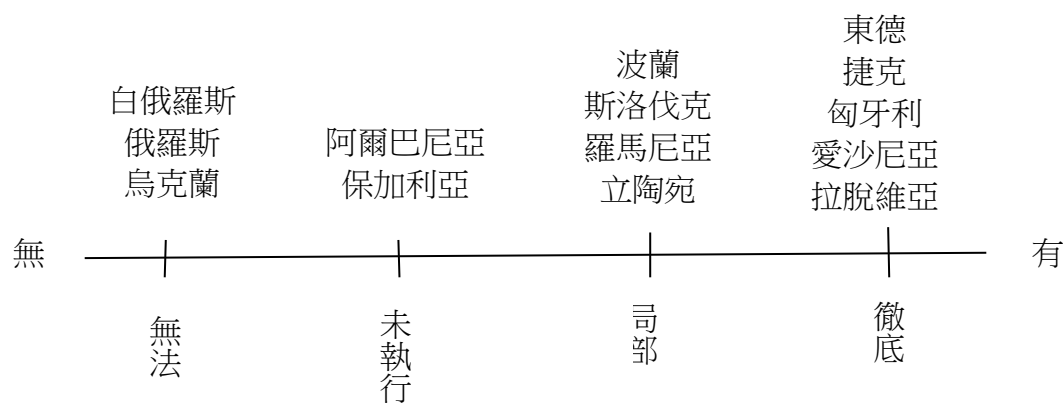 白俄羅斯
俄羅斯
烏克蘭
阿爾巴尼亞
保加利亞
波蘭
斯洛伐克
羅馬尼亞
立陶宛
東德
捷克
匈牙利
愛沙尼亞
拉脫維亞
無
有
無法
未執行
局部
徹底